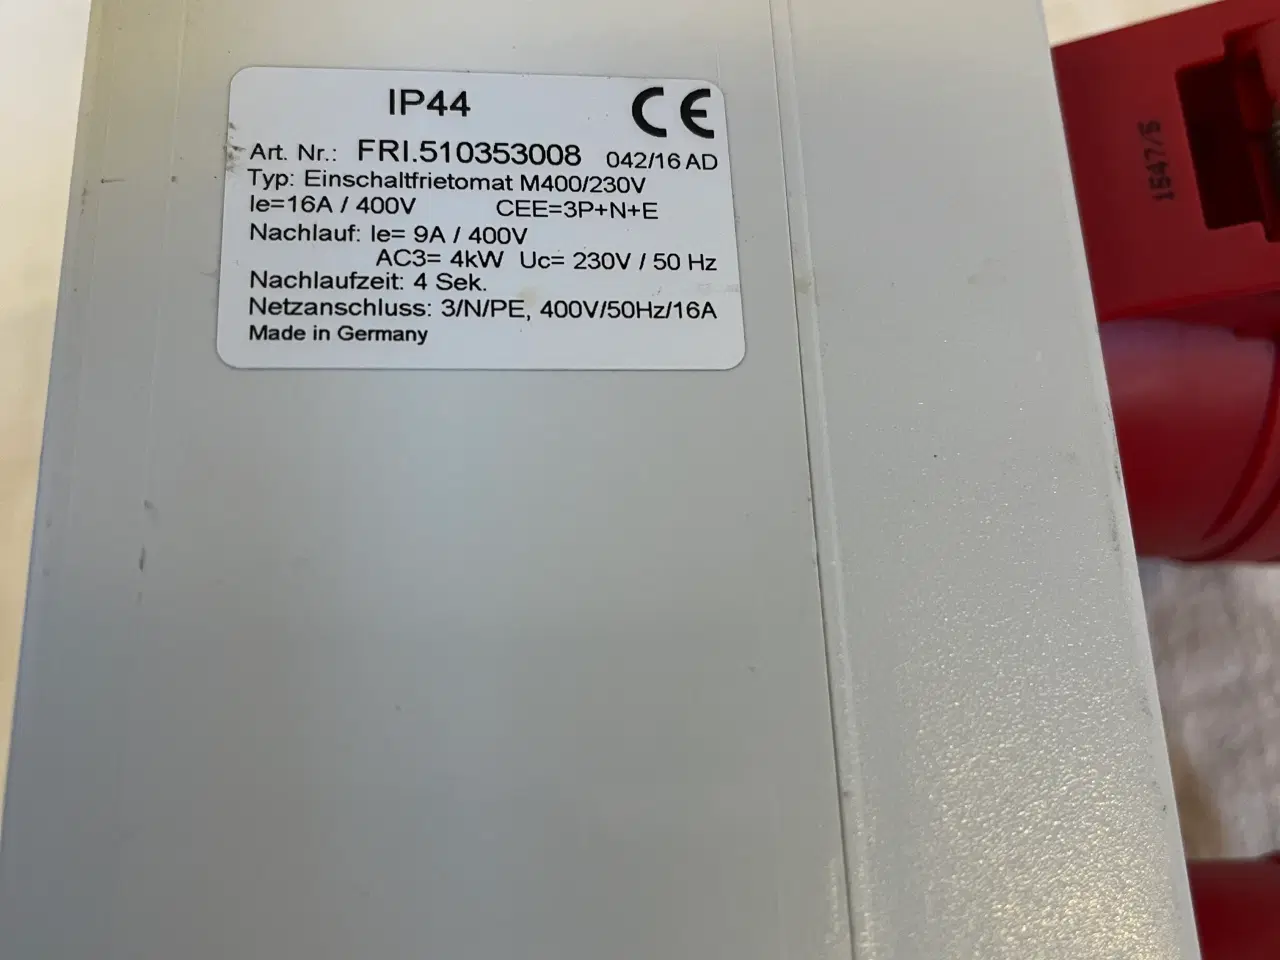 IP44 CE
Art. Nr.: FRI.510353008 042/16 AD
Typ: Einschaltfrietomat M400/230V
Ie=16A / 400V CEE=3P+N+E
Nachlauf: Ie= 9A / 400V
AC3= 4kW Uc= 230V / 50 Hz
Nachlaufzeit: 4 Sek.
Netzanschluss: 3/N/PE, 400V/50Hz/16A
Made in Germany
1547/5